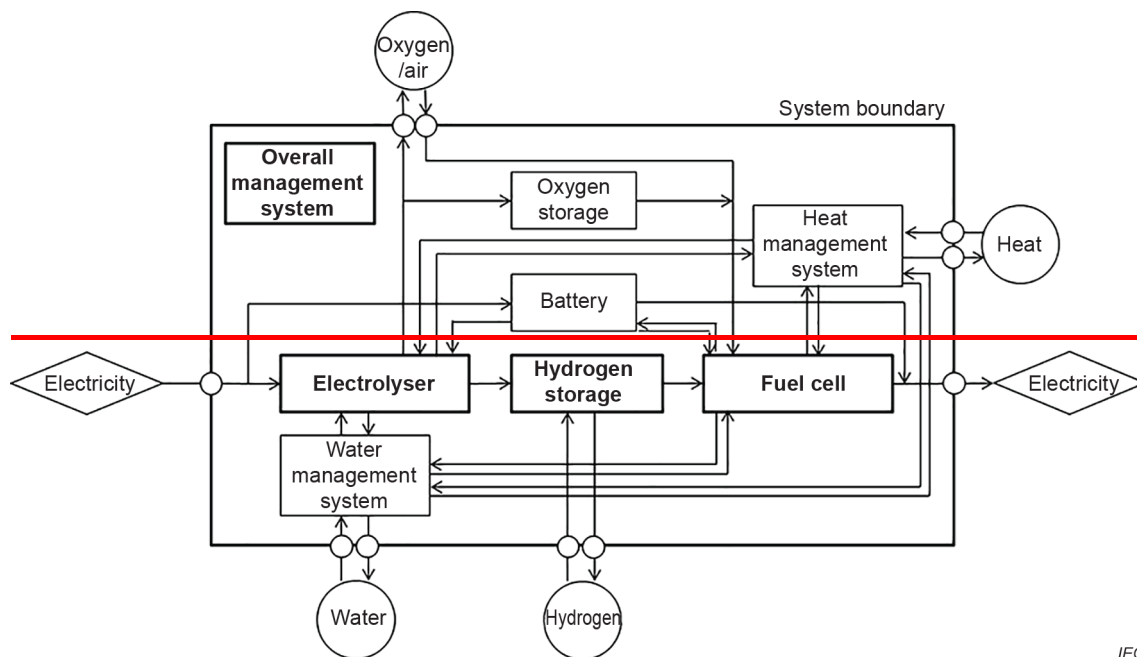 Oxygen
/air
System boundary
Overall
management
system
Oxygen
storage
Heat
management
system
Heat
Battery
Electricity
Electrolyser
Hydrogen
storage
Fuel cell
Electricity
Water
management
system
Water
Hydrogen